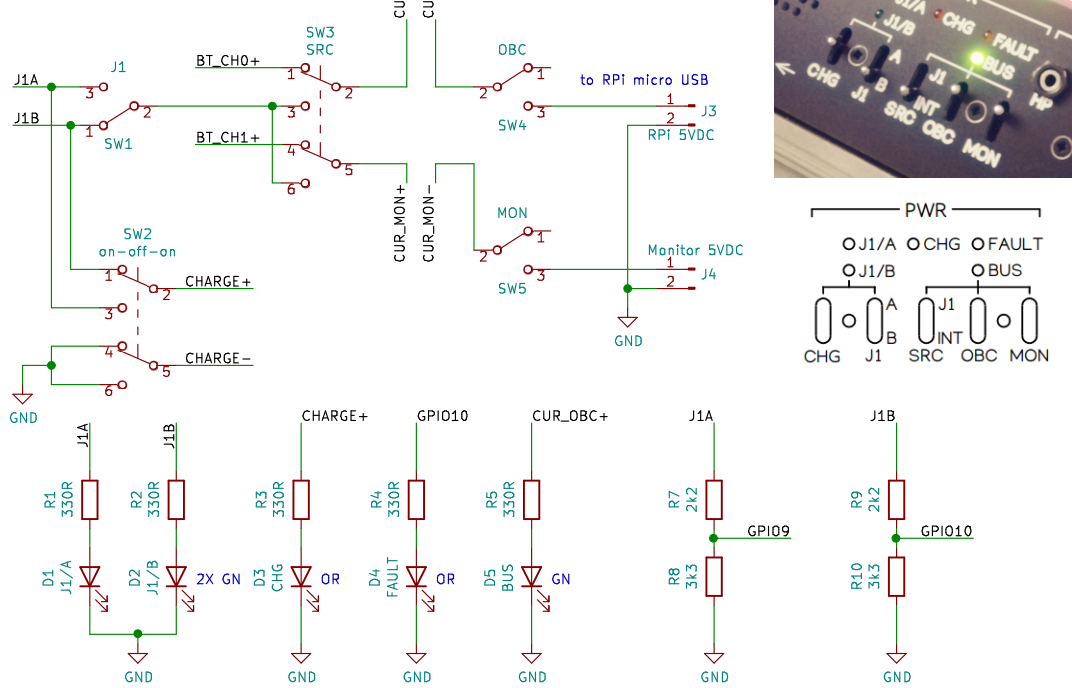 CU
CU
J1A
J1
3
J1B
1
2
SW1
SW3
SRC
BT_CH0+
1
2
3
BT_CH1+
4
5
6
CUR_MON+
CUR_MON-
OBC
1
2
3
SW4
to RPi micro USB
1
J3
2
RPi 5VDC
MON
1
2
3
SW5
Monitor 5VDC
1
J4
2
GND
SW2
on-off-on
1
CHARGE+
2
3
4
CHARGE-
5
6
GND
J1/A
CHG
FAULT
J1/B
BUS
A
J1
B
INT
HP
CHG
J1
SRC
OBC
MON
PWR
J1/A
CHG
FAULT
J1/B
BUS
A
J1
B
INT
CHG
J1
SRC
OBC
MON
J1A
R1
330R
D1
J1/A
J1B
R2
330R
D2
J1/B
2X GN
GND
CHARGE+
R3
330R
D3
CHG
OR
GND
GPIO10
R4
330R
D4
FAULT
OR
GND
CUR_OBC+
R5
330R
D5
BUS
GN
GND
J1A
R7
2k2
GPIO9
R8
3k3
GND
J1B
R9
2k2
GPIO10
R10
3k3
GND